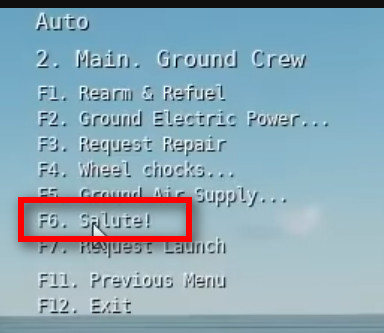 Auto
2. Main. Ground Crew
F1. Rearm & Refuel
F2. Ground Electric Power...
F3. Request Repair
F4. Wheel chocks...
F5. Ground Air Supply...
F6. Salute!
F7. Request Launch
F11. Previous Menu
F12. Exit